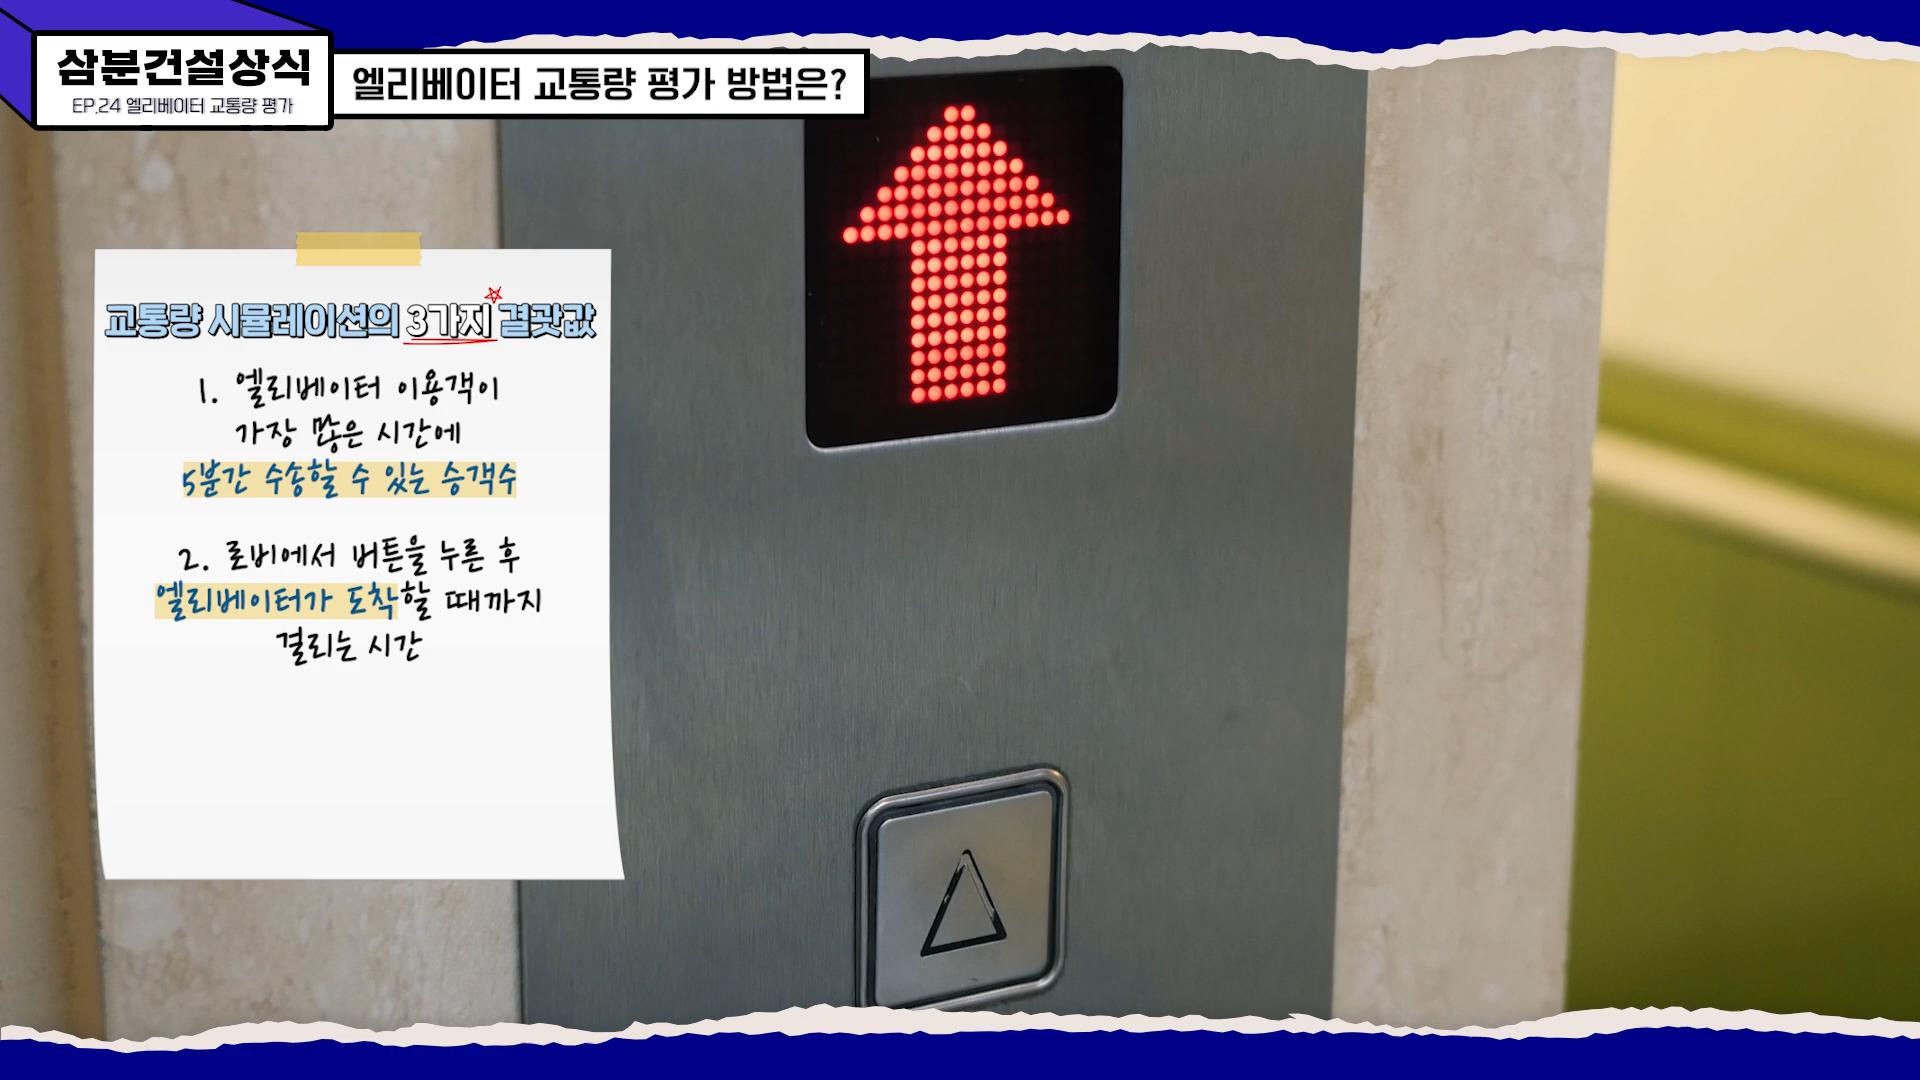 삼분건설상식
EP.24 엘리베이터 교통량 평가
엘리베이터 교통량 평가 방법은?
교통량 시뮬레이션의 3가지 결괏값
1. 엘리베이터 이용객이
가장 많은 시간에
5분간 수송할 수 있는 승객수
2. 로비에서 버튼을 누른 후
엘리베이터가 도착할 때까지
걸리는 시간